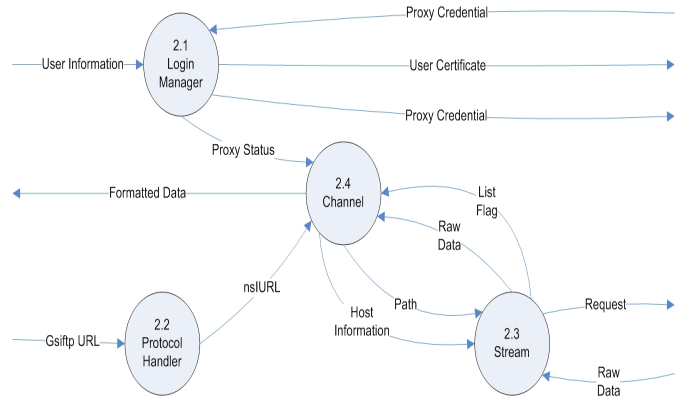 Proxy Credential
2.1
Login
Manager
User Information
User Certificate
Proxy Credential
Proxy Status
2.4
Channel
Formatted Data
List
Flag
Raw
Data
nsIURL
Path
Host
Information
Request
2.2
Protocol
Handler
Gsiftp URL
2.3
Stream
Raw
Data